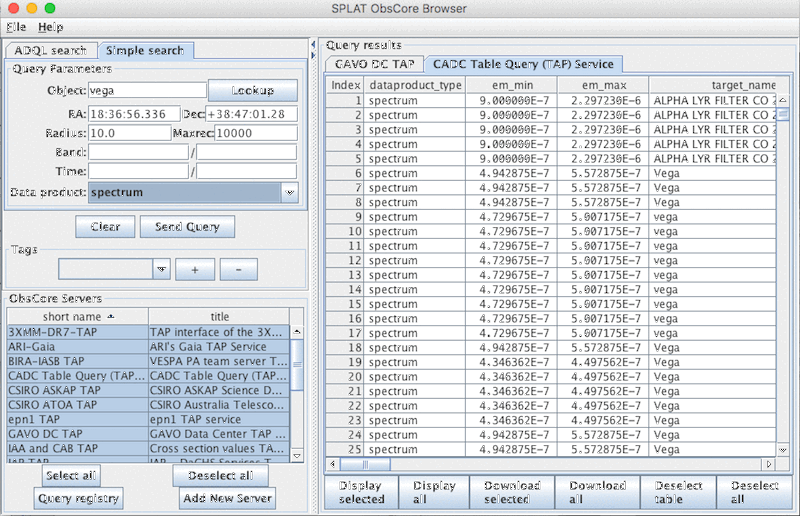 SPLAT ObsCore Browser
File Help
ADQL search Simple search
Query Parameters
Object: vega Lookup
RA: 18:36:56.336 Dec: +38:47:01.28
Radius: 10.0 Maxrec: 10000
Band: /
Time: /
Data product: spectrum
Clear Send Query
Tags
+ -
ObsCore Servers
short name title
3XMM-DR7-TAP TAP interface of the 3X...
ARI-Gaia ARI's Gaia TAP Service
BIRA-IASB TAP VESPA PA team server T...
CADC Table Query (TAP... CADC Table Query (TAP...
CSIRO ASKAP TAP CSIRO ASKAP Science D...
CSIRO ATOA TAP CSIRO Australia Telesco...
epn1 TAP epn1 TAP service
GAVO DC TAP GAVO Data Center TAP ...
IAA and CAB TAP Cross section values TA...
Select all Deselect all
Query registry Add New Server
Query results
GAVO DC TAP CADC Table Query (TAP) Service
Index dataproduct_type em_min em_max target_name
1 spectrum 9.009000E-7 2.297230E-6 ALPHA LYR FILTER CO 2
2 spectrum 9.009000E-7 2.297230E-6 ALPHA LYR FILTER CO 2
3 spectrum 9.009000E-7 2.297230E-6 ALPHA LYR FILTER CO 2
4 spectrum 9.009000E-7 2.297230E-6 ALPHA LYR FILTER CO 2
5 spectrum 9.009000E-7 2.297230E-6 ALPHA LYR FILTER CO 2
6 spectrum 4.942875E-7 5.572875E-7 Vega
7 spectrum 4.942875E-7 5.572875E-7 Vega
8 spectrum 4.942875E-7 5.572875E-7 Vega
9 spectrum 4.729675E-7 5.907175E-7 vega
10 spectrum 4.729675E-7 5.907175E-7 vega
11 spectrum 4.729675E-7 5.907175E-7 vega
12 spectrum 4.729675E-7 5.907175E-7 vega
13 spectrum 4.729675E-7 5.907175E-7 vega
14 spectrum 4.729675E-7 5.907175E-7 vega
15 spectrum 4.729675E-7 5.907175E-7 vega
16 spectrum 4.729675E-7 5.907175E-7 vega
17 spectrum 4.729675E-7 5.907175E-7 vega
18 spectrum 4.942875E-7 5.572875E-7 Vega
19 spectrum 4.346362E-7 4.497562E-7 Vega
20 spectrum 4.346362E-7 4.497562E-7 Vega
21 spectrum 4.346362E-7 4.497562E-7 Vega
22 spectrum 4.346362E-7 4.497562E-7 Vega
23 spectrum 4.346362E-7 4.497562E-7 Vega
24 spectrum 4.942875E-7 5.572875E-7 Vega
25 spectrum 4.942875E-7 5.572875E-7 Vega
Display selected Display all Download selected Download all Deselect table Deselect all